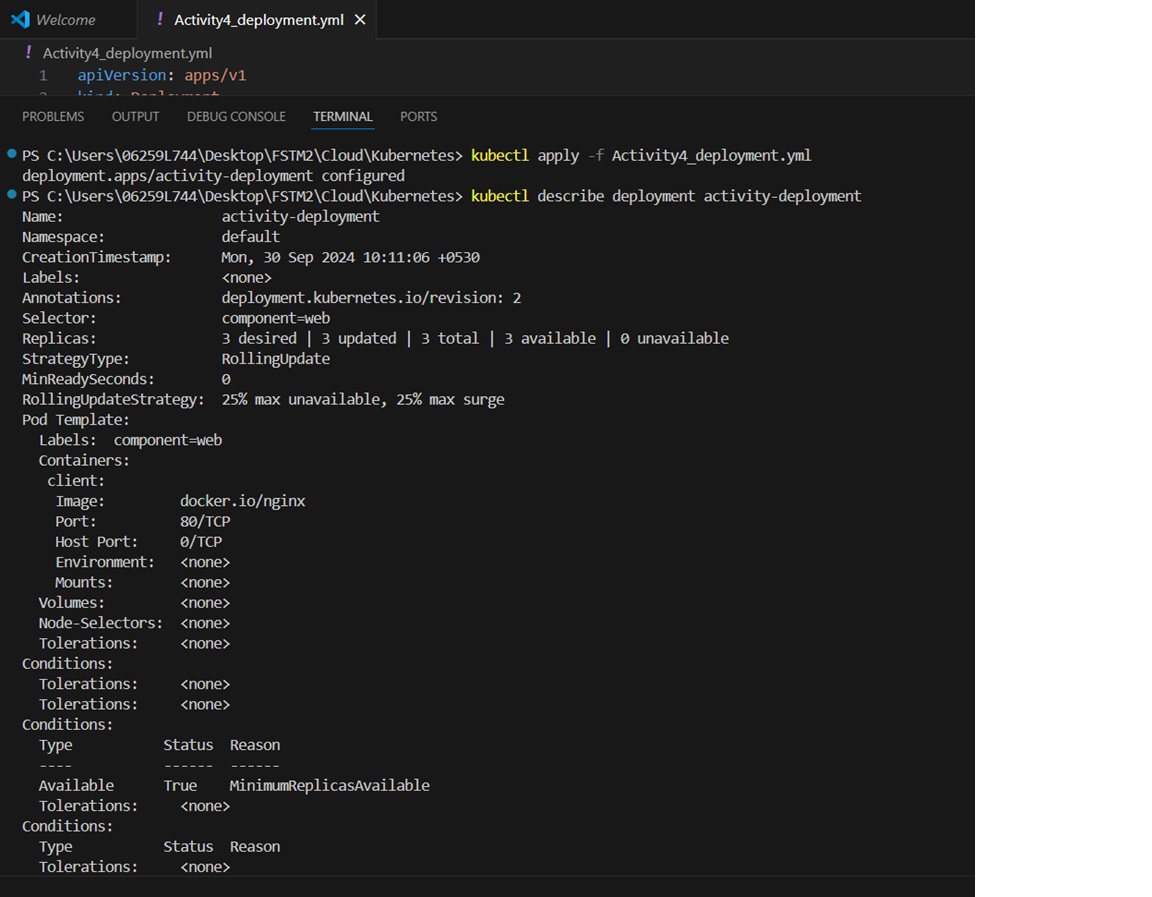 Welcome ! Activity4_deployment.yml ×
! Activity4_deployment.yml
1 apiVersion: apps/v1
2 kind: Deployment
PROBLEMS OUTPUT DEBUG CONSOLE TERMINAL PORTS
PS C:\Users\06259L744\Desktop\FSTM2\Cloud\Kubernetes> kubectl apply -f Activity4_deployment.yml
deployment.apps/activity-deployment configured
PS C:\Users\06259L744\Desktop\FSTM2\Cloud\Kubernetes> kubectl describe deployment activity-deployment
Name: activity-deployment
Namespace: default
CreationTimestamp: Mon, 30 Sep 2024 10:11:06 +0530
Labels: <none>
Annotations: deployment.kubernetes.io/revision: 2
Selector: component=web
Replicas: 3 desired | 3 updated | 3 total | 3 available | 0 unavailable
StrategyType: RollingUpdate
MinReadySeconds: 0
RollingUpdateStrategy: 25% max unavailable, 25% max surge
Pod Template:
Labels: component=web
Containers:
client:
Image: docker.io/nginx
Port: 80/TCP
Host Port: 0/TCP
Environment: <none>
Mounts: <none>
Volumes: <none>
Node-Selectors: <none>
Tolerations: <none>
Conditions:
Tolerations: <none>
Tolerations: <none>
Conditions:
Type Status Reason
---- ------ ------
Available True MinimumReplicasAvailable
Tolerations: <none>
Conditions:
Type Status Reason
Tolerations: <none>